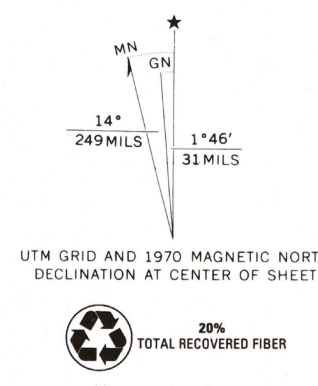 ★
MN
GN
14°
249 MILS
1°46′
31 MILS
UTM GRID AND 1970 MAGNETIC NORT
DECLINATION AT CENTER OF SHEET
20%
TOTAL RECOVERED FIBER